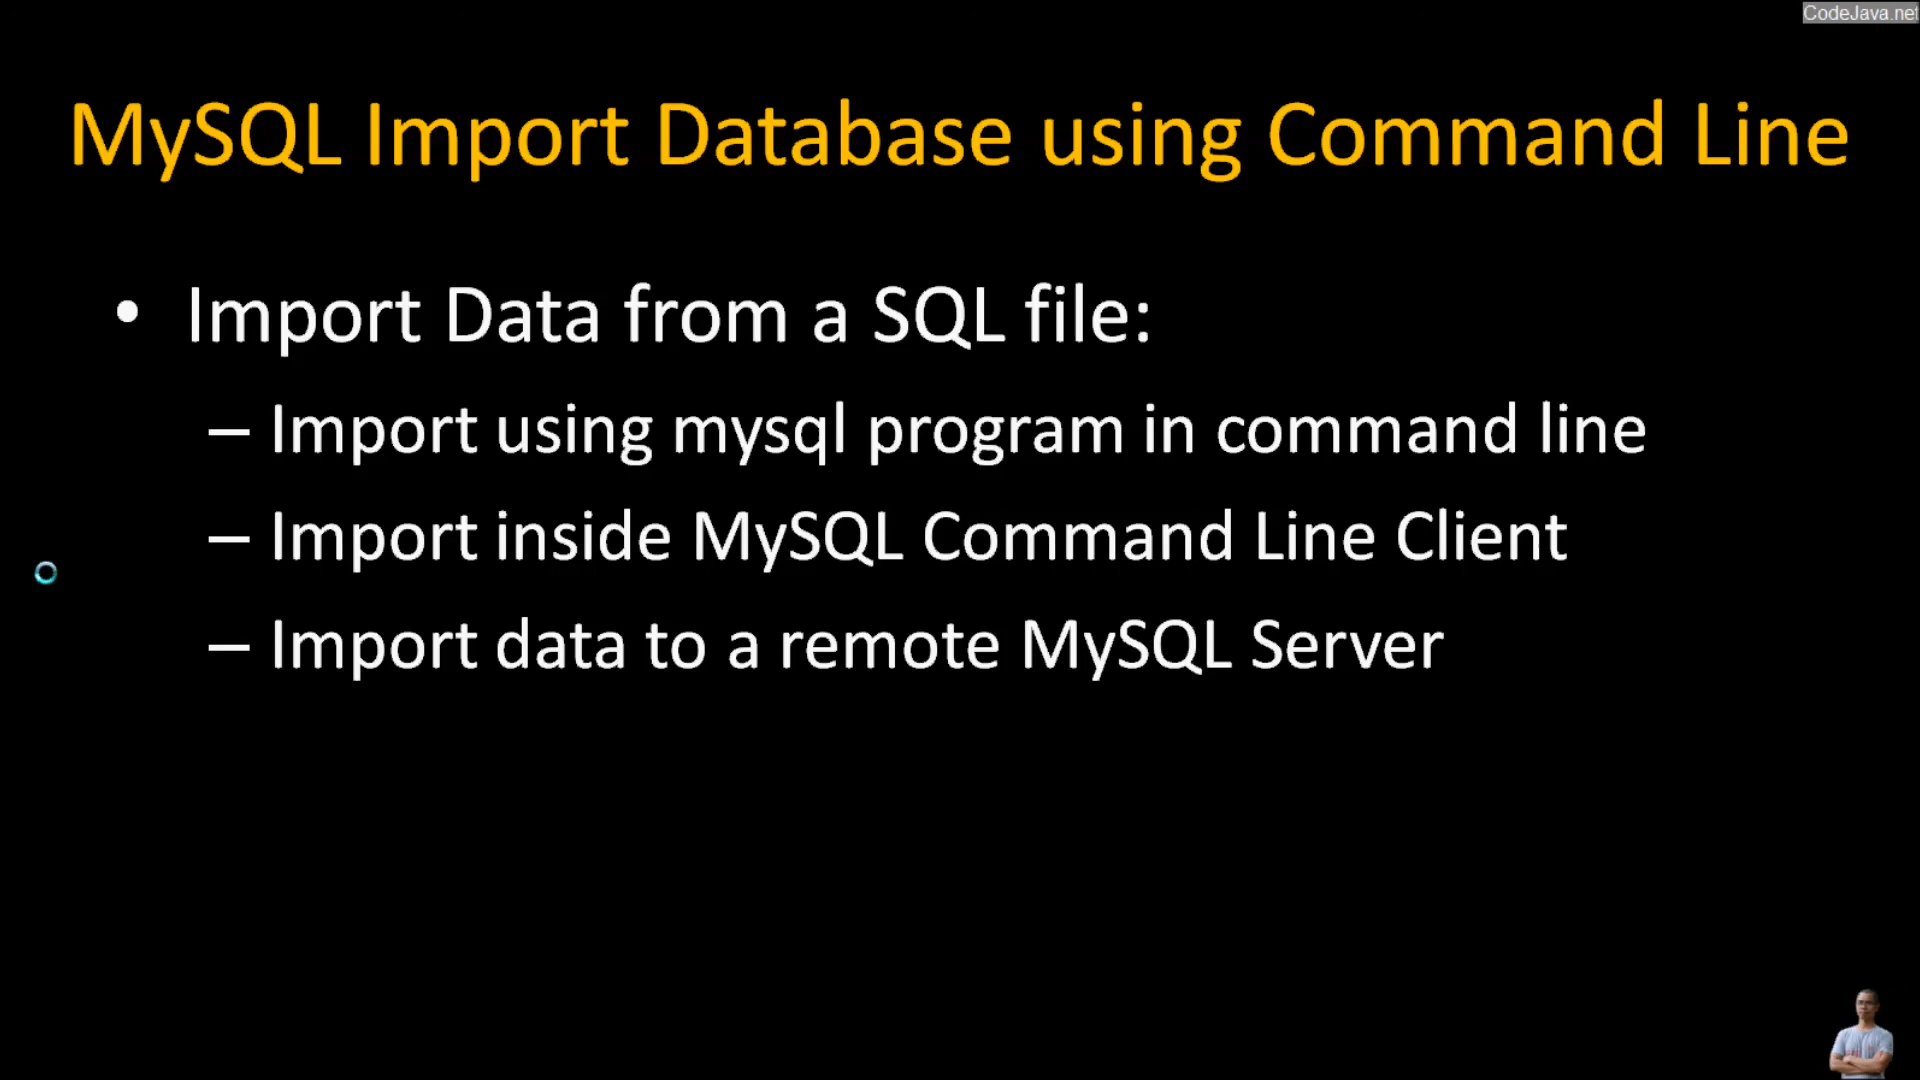 CodeJava.net
MySQL Import Database using Command Line
• Import Data from a SQL file:
– Import using mysql program in command line
– Import inside MySQL Command Line Client
– Import data to a remote MySQL Server